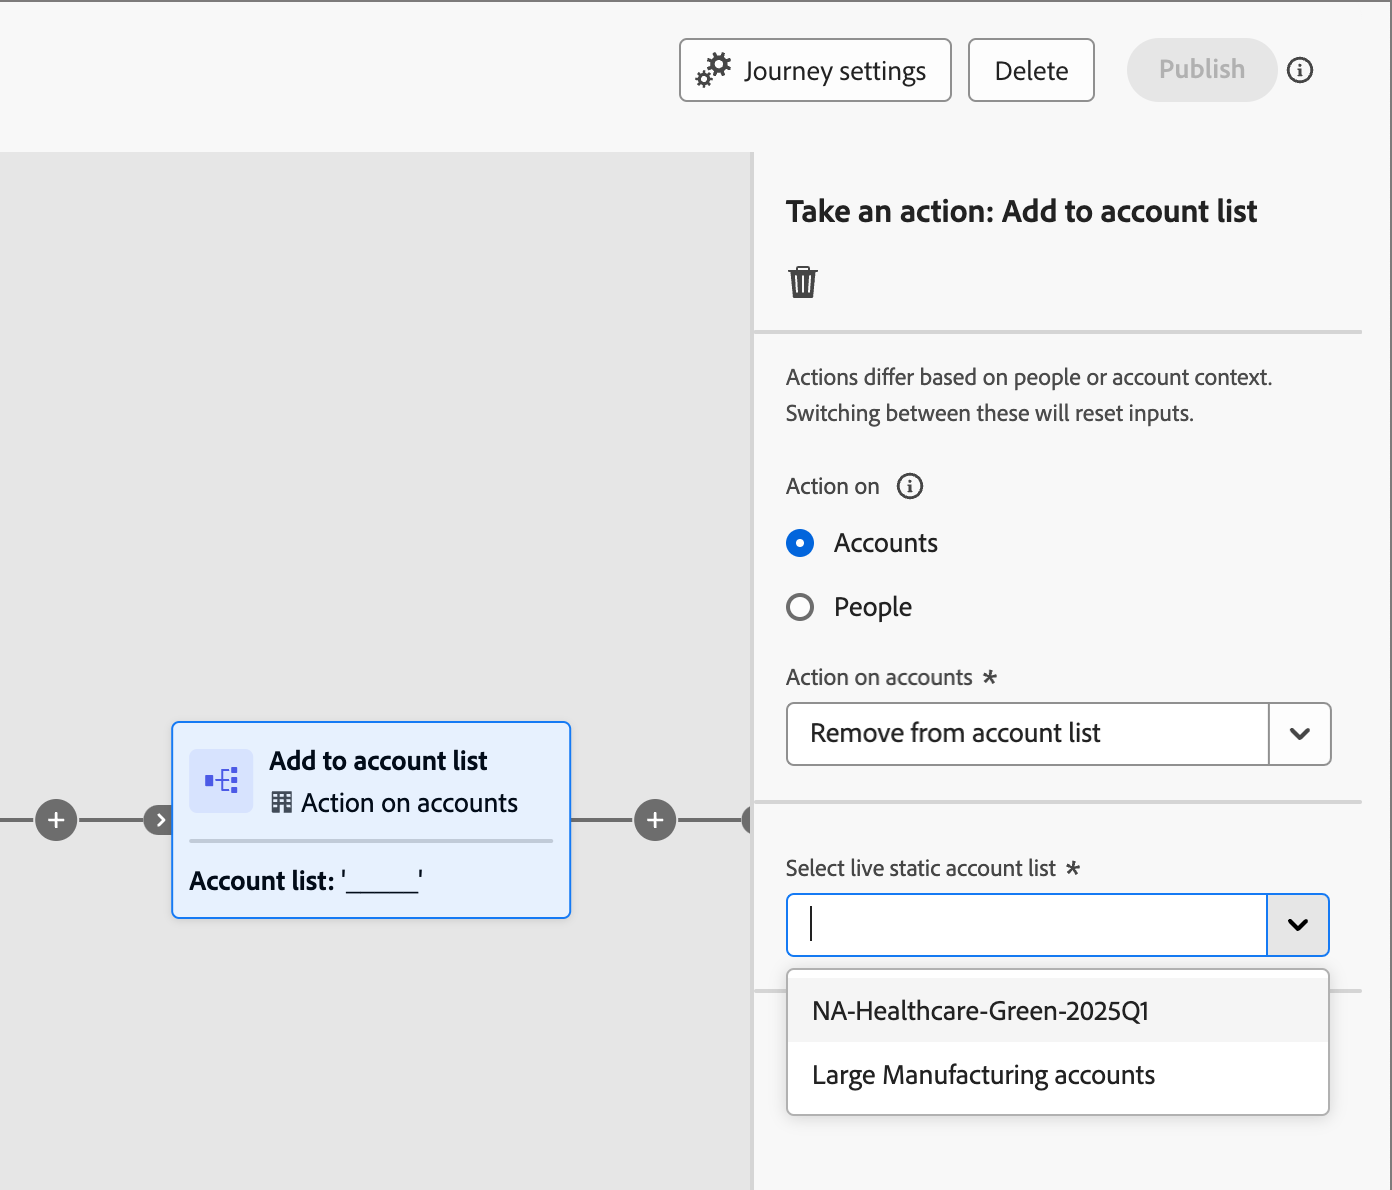 Journey settings
Delete
Publish
Take an action: Add to account list
Actions differ based on people or account context.
Switching between these will reset inputs.
Action on
Accounts
People
Action on accounts *
Remove from account list
Add to account list
Action on accounts
Account list: '______'
Select live static account list *
NA-Healthcare-Green-2025Q1
Large Manufacturing accounts